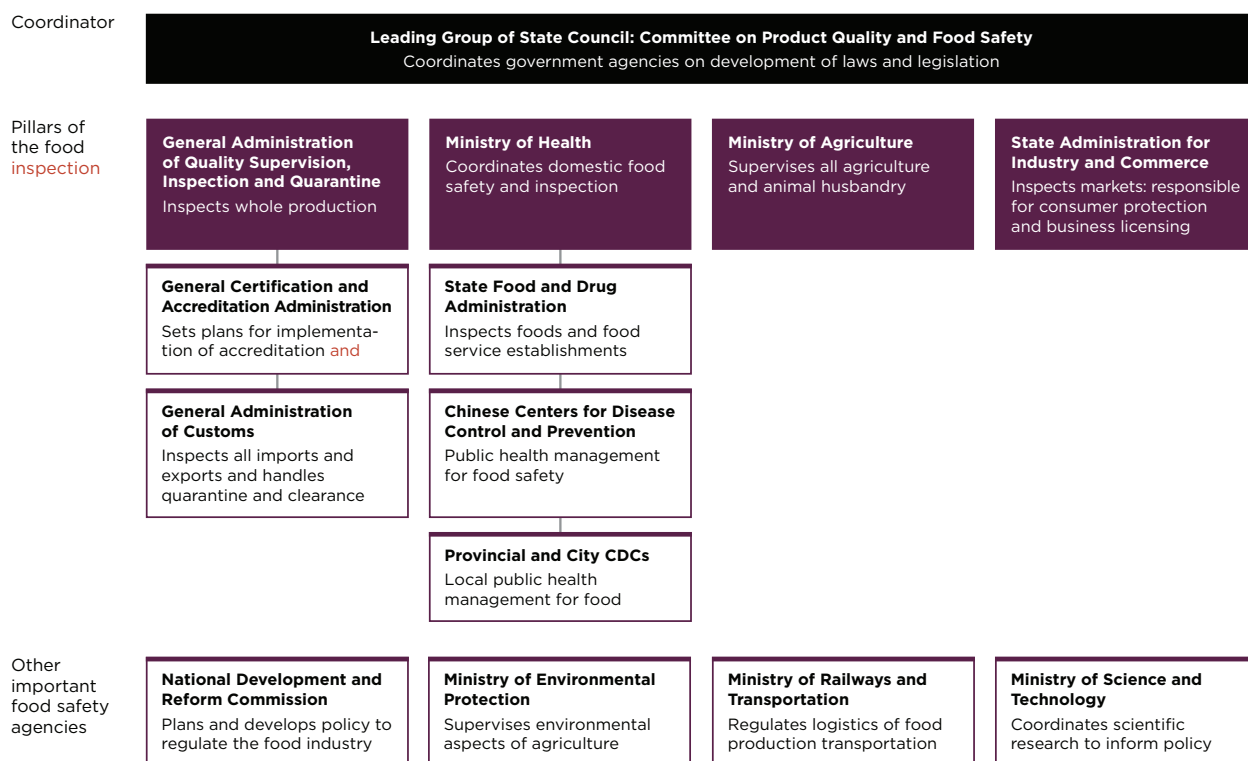 Coordinator
Leading Group of State Council: Committee on Product Quality and Food Safety
Coordinates government agencies on development of laws and legislation
Pillars of
the food
inspection
General Administration
of Quality Supervision,
Inspection and Quarantine
Inspects whole production
Ministry of Health
Coordinates domestic food
safety and inspection
Ministry of Agriculture
Supervises all agriculture
and animal husbandry
State Administration for
Industry and Commerce
Inspects markets: responsible
for consumer protection
and business licensing
General Certification and
Accreditation Administration
Sets plans for implementa-
tion of accreditation and
State Food and Drug
Administration
Inspects foods and food
service establishments
General Administration
of Customs
Inspects all imports and
exports and handles
quarantine and clearance
Chinese Centers for Disease
Control and Prevention
Public health management
for food safety
Provincial and City CDCs
Local public health
management for food
Other
important
food safety
agencies
National Development and
Reform Commission
Plans and develops policy to
regulate the food industry
Ministry of Environmental
Protection
Supervises environmental
aspects of agriculture
Ministry of Railways and
Transportation
Regulates logistics of food
production transportation
Ministry of Science and
Technology
Coordinates scientific
research to inform policy